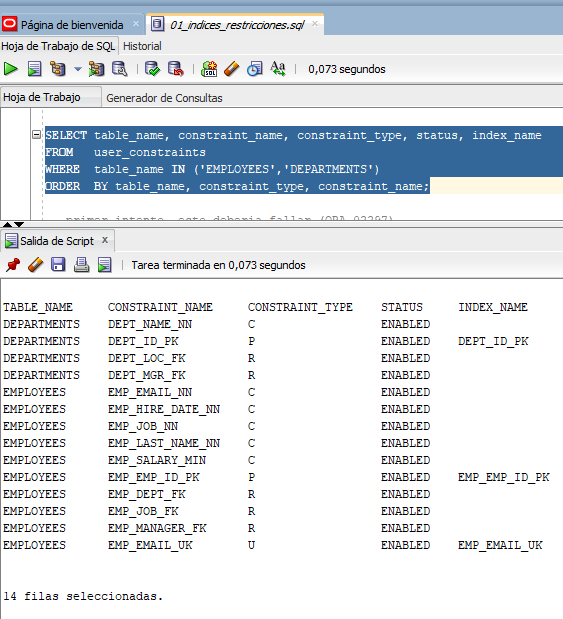 Página de bienvenida
01_indices_restricciones.sql
Hoja de Trabajo de SQL Historial
0,073 segundos
Hoja de Trabajo Generador de Consultas
SELECT table_name, constraint_name, constraint_type, status, index_name
FROM user_constraints
WHERE table_name IN ('EMPLOYEES','DEPARTMENTS')
ORDER BY table_name, constraint_type, constraint_name;
Salida de Script x
Tarea terminada en 0,073 segundos
TABLE_NAME CONSTRAINT_NAME CONSTRAINT_TYPE STATUS INDEX_NAME
DEPARTMENTS DEPT_NAME_NN C ENABLED
DEPARTMENTS DEPT_ID_PK P ENABLED DEPT_ID_PK
DEPARTMENTS DEPT_LOC_FK R ENABLED
DEPARTMENTS DEPT_MGR_FK R ENABLED
EMPLOYEES EMP_EMAIL_NN C ENABLED
EMPLOYEES EMP_HIRE_DATE_NN C ENABLED
EMPLOYEES EMP_JOB_NN C ENABLED
EMPLOYEES EMP_LAST_NAME_NN C ENABLED
EMPLOYEES EMP_SALARY_MIN C ENABLED
EMPLOYEES EMP_EMP_ID_PK P ENABLED EMP_EMP_ID_PK
EMPLOYEES EMP_DEPT_FK R ENABLED
EMPLOYEES EMP_JOB_FK R ENABLED
EMPLOYEES EMP_MANAGER_FK R ENABLED
EMPLOYEES EMP_EMAIL_UK U ENABLED EMP_EMAIL_UK
14 filas seleccionadas.